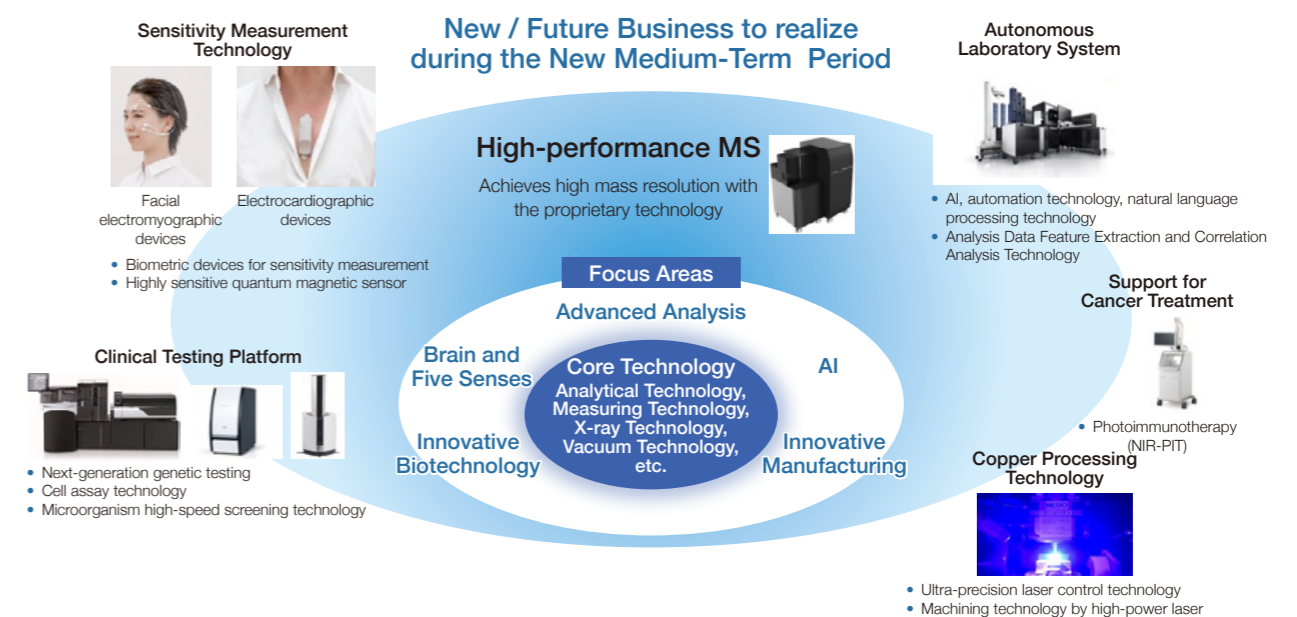 New / Future Business to realize
during the New Medium-Term Period
Sensitivity Measurement
Technology
Facial
electromyographic
devices
Electrocardiographic
devices
• Biometric devices for sensitivity measurement
• Highly sensitive quantum magnetic sensor
High-performance MS
Achieves high mass resolution with
the proprietary technology
Autonomous
Laboratory System
• AI, automation technology, natural language
processing technology
• Analysis Data Feature Extraction and Correlation
Analysis Technology
Focus Areas
Advanced Analysis
Brain and
Five Senses
AI
Innovative
Biotechnology
Innovative
Manufacturing
Core Technology
Analytical Technology,
Measuring Technology,
X-ray Technology,
Vacuum Technology,
etc.
Support for
Cancer Treatment
• Photoimmunotherapy
(NIR-PIT)
Clinical Testing Platform
• Next-generation genetic testing
• Cell assay technology
• Microorganism high-speed screening technology
Copper Processing
Technology
• Ultra-precision laser control technology
• Machining technology by high-power laser